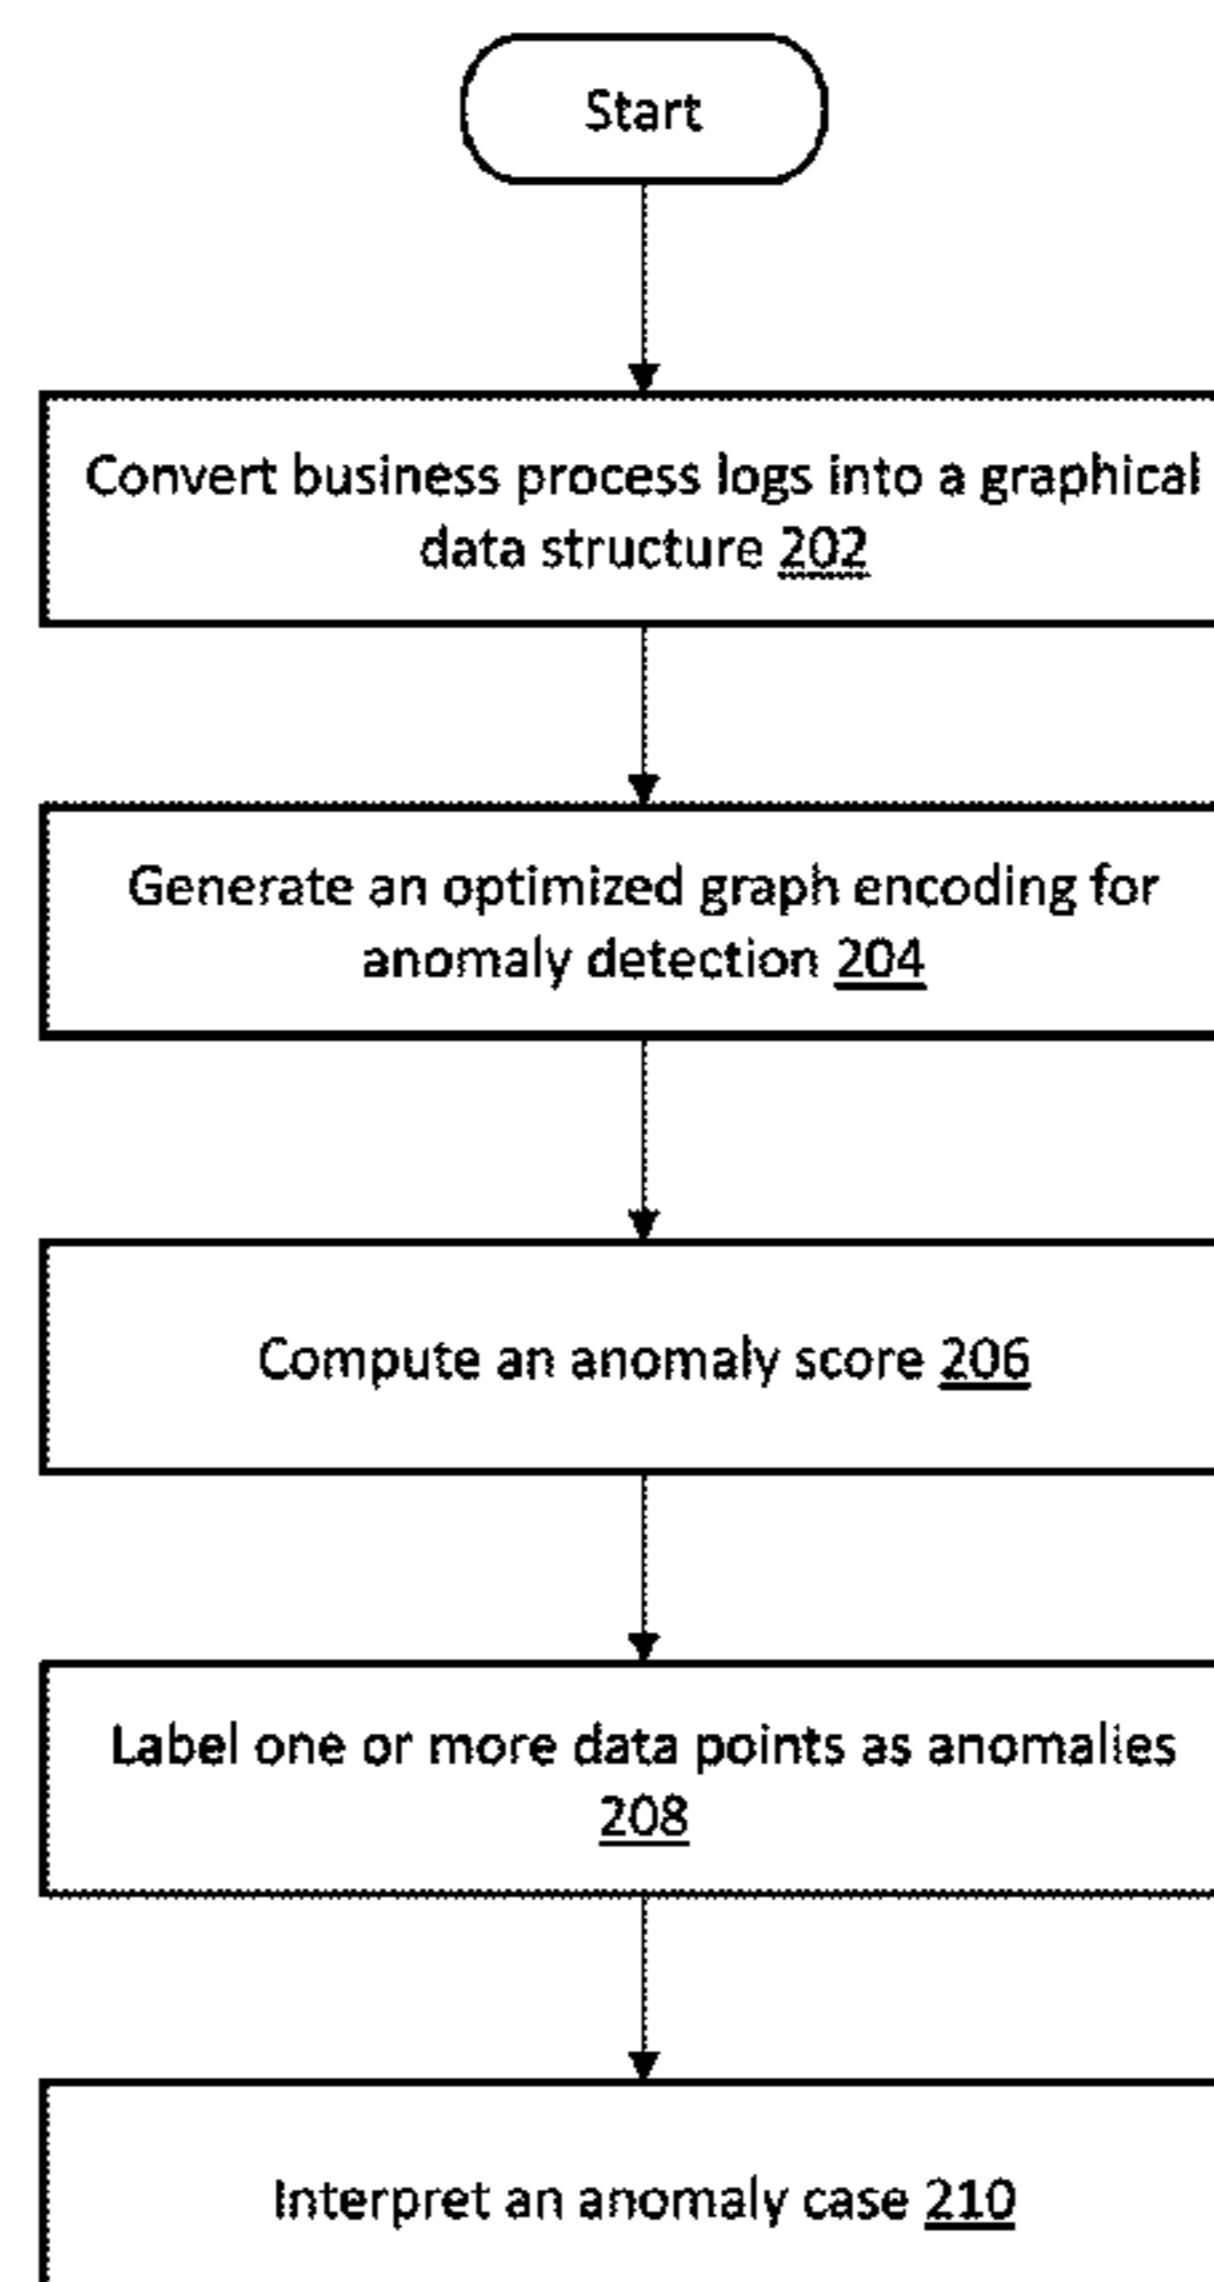 Start
Convert business process logs into a graphical
data structure 202
Generate an optimized graph encoding for
anomaly detection 204
Compute an anomaly score 206
Label one or more data points as anomalies
208
Interpret an anomaly case 210